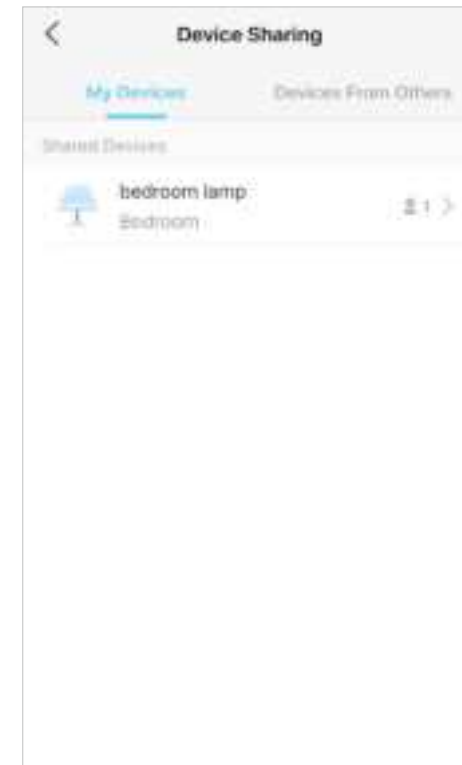 Device Sharing
My Devices
Devices From Others
Shared Devices
bedroom lamp
Bedroom
1